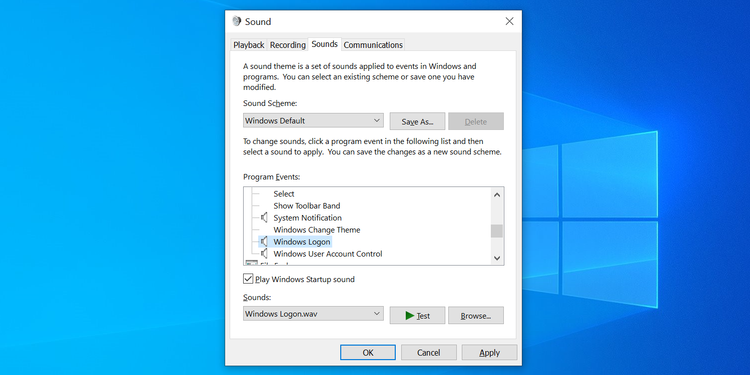 Sound
Playback Recording Sounds Communications
A sound theme is a set of sounds applied to events in Windows and
programs. You can select an existing scheme or save one you have
modified.
Sound Scheme:
Windows Default
Save As...
Delete
To change sounds, click a program event in the following list and then
select a sound to apply. You can save the changes as a new sound scheme.
Program Events:
Select
Show Toolbar Band
System Notification
Windows Change Theme
Windows Logon
Windows User Account Control
Play Windows Startup sound
Sounds:
Windows Logon.wav
Test
Browse...
OK
Cancel
Apply